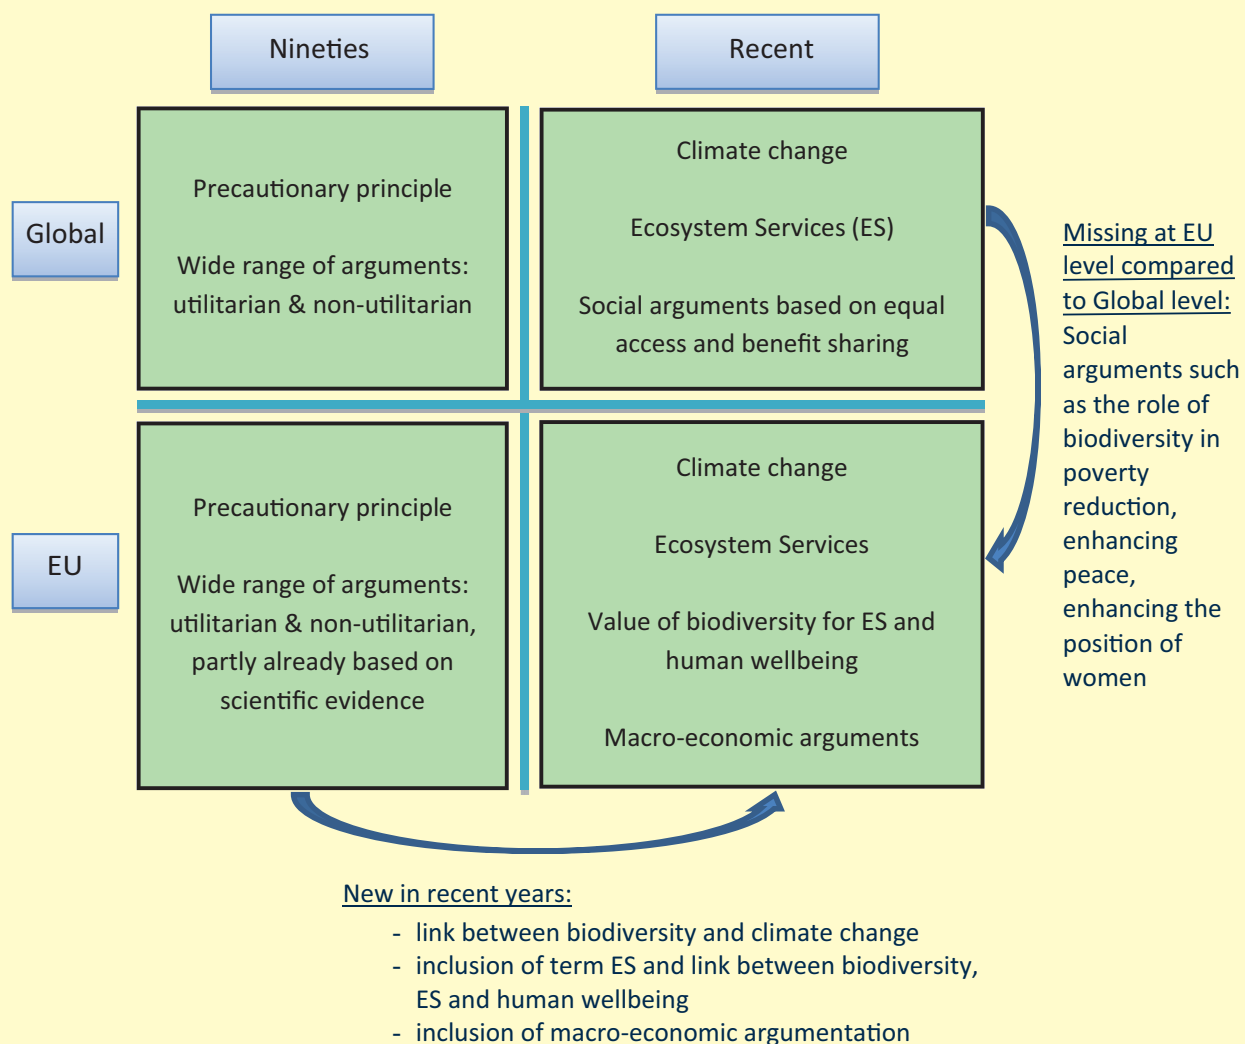 Nineties
Recent
Global
Precautionary principle
Wide range of arguments:
utilitarian & non-utilitarian
Climate change
Ecosystem Services (ES)
Social arguments based on equal
access and benefit sharing
Missing at EU
level compared
to Global level:
Social
arguments such
as the role of
biodiversity in
poverty
reduction,
enhancing
peace,
enhancing the
position of
women
EU
Precautionary principle
Wide range of arguments:
utilitarian & non-utilitarian,
partly already based on
scientific evidence
Climate change
Ecosystem Services
Value of biodiversity for ES and
human wellbeing
Macro-economic arguments
New in recent years:
- link between biodiversity and climate change
- inclusion of term ES and link between biodiversity,
ES and human wellbeing
- inclusion of macro-economic argumentation